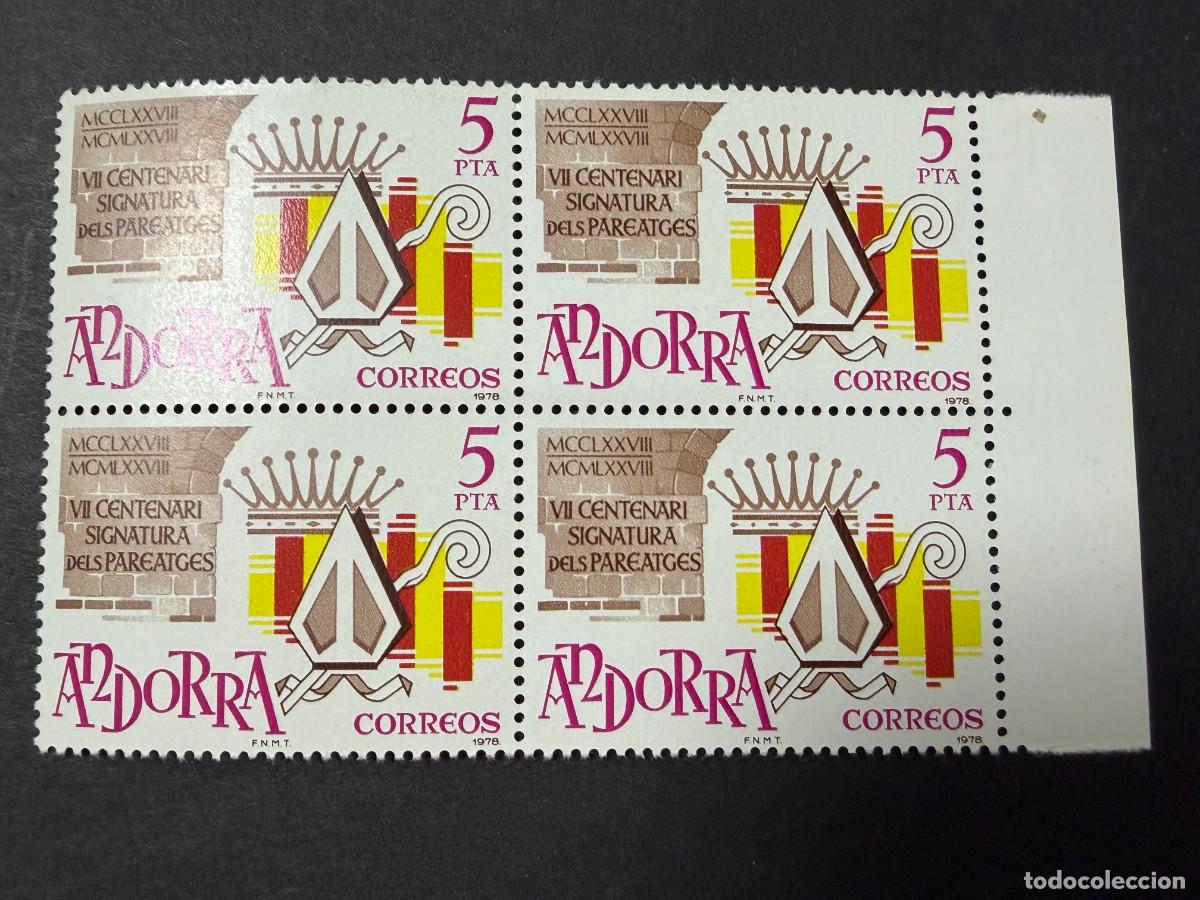 MCCLXXVIII
MCMLXXVIII
VII CENTENARI
SIGNATURA
DELS PAREATGES
5
PTA
ANDORRA
CORREOS
F.N.M.T.
1978.
MCCLXXVIII
MCMLXXVIII
VII CENTENARI
SIGNATURA
DELS PAREATGES
5
PTA
ANDORRA
CORREOS
F.N.M.T.
1978.
MCCLXXVIII
MCMLXXVIII
VII CENTENARI
SIGNATURA
DELS PAREATGES
5
PTA
ANDORRA
CORREOS
F.N.M.T.
1978.
MCCLXXVIII
MCMLXXVIII
VII CENTENARI
SIGNATURA
DELS PAREATGES
5
PTA
ANDORRA
CORREOS
F.N.M.T.
1978.
todocoleccion